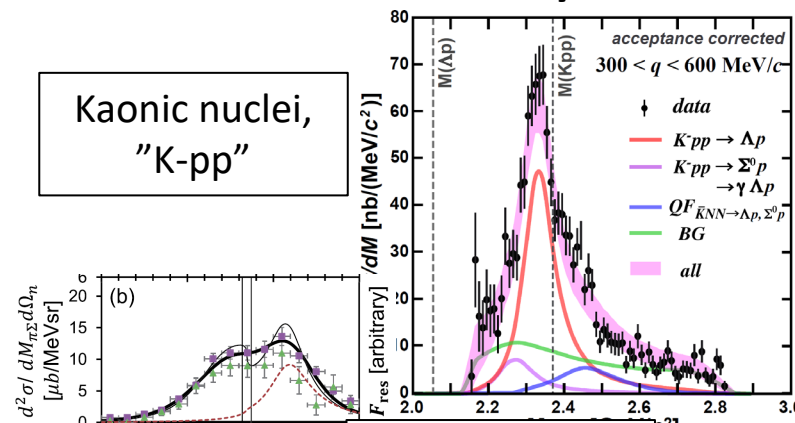 Kaonic nuclei,
”K-pp”
80
70
60
50
40
30
20
10
0
/dM [nb/(MeV/c²)]
M(Λp)
M(Kpp)
acceptance corrected
300 < q < 600 MeV/c
data
K⁻pp → Λp
K⁻pp → Σ⁰p
→ γ Λp
QF K̄NN→Λp, Σ⁰p
BG
all
2.0
2.2
2.4
2.6
2.8
3.0
(b)
20
15
10
5
0
d²σ/ dM_πΣ dΩ_n
[μb/MeVsr]
F_res [arbitrary]